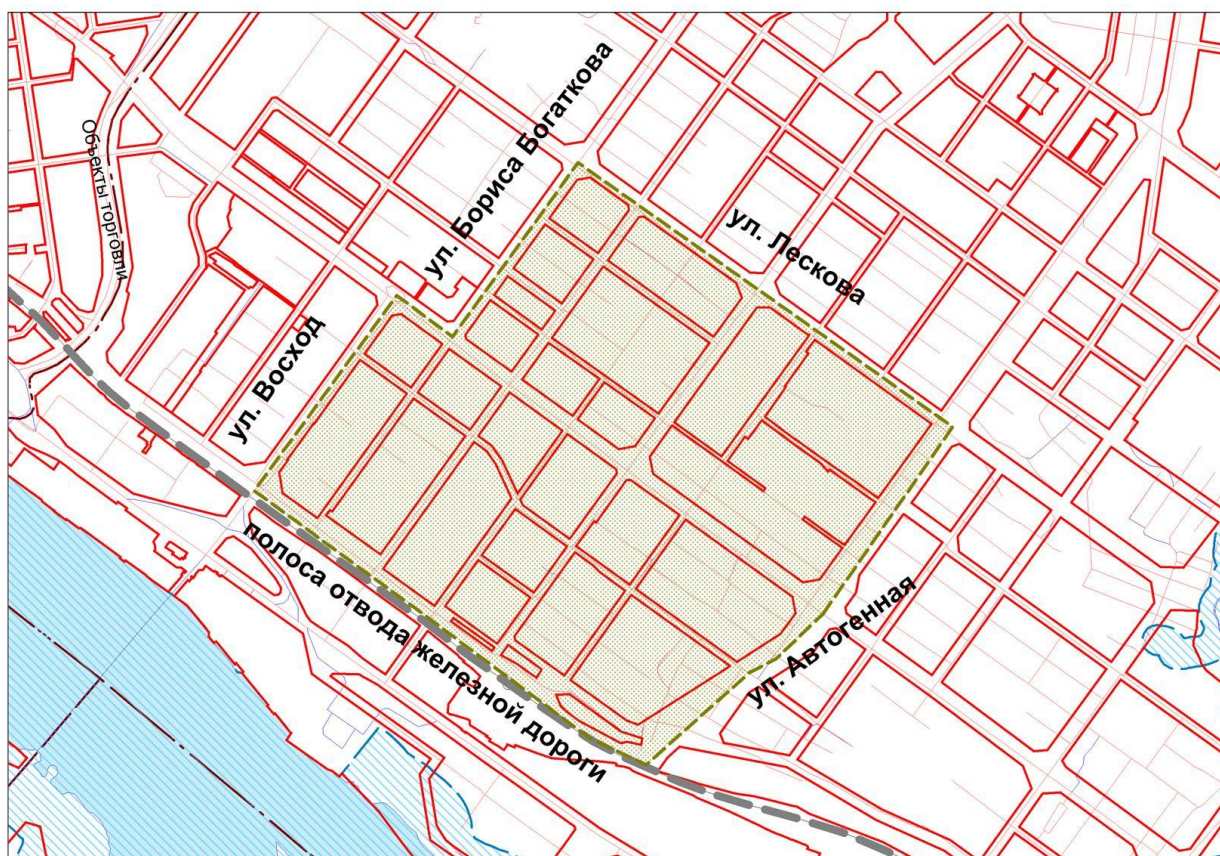 ул. Бориса Богаткова
Объекты торговли
ул. Лескова
ул. Восход
полоса отвода железной дороги
ул. Автогенная